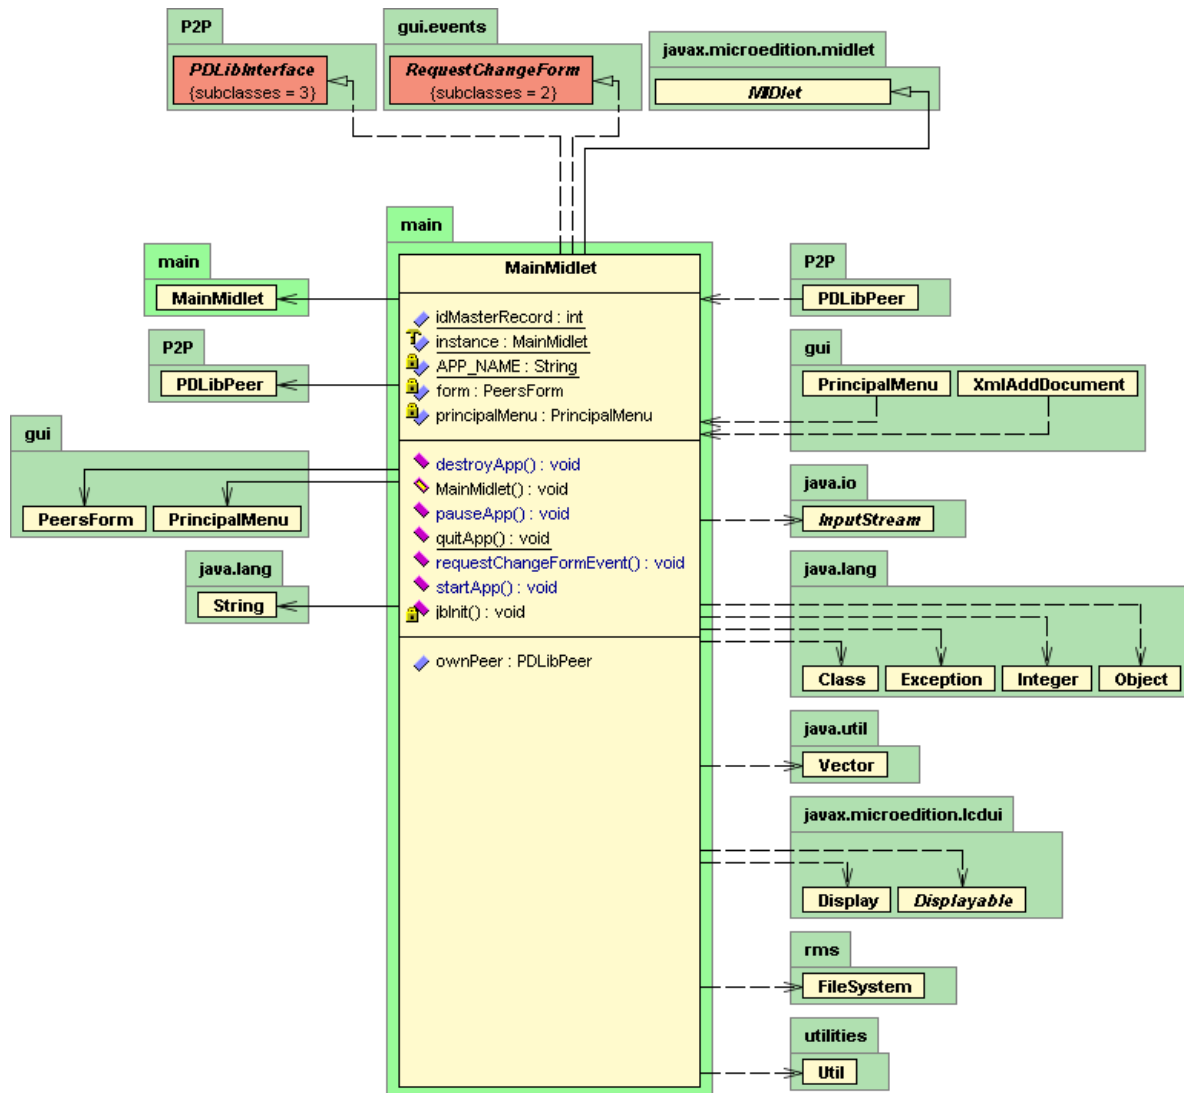 P2P
PDLibInterface
{subclasses = 3}
gui.events
RequestChangeForm
{subclasses = 2}
javax.microedition.midlet
MIDlet
main
MainMidlet
main
MainMidlet
P2P
PDLibPeer
gui
PeersForm
PrincipalMenu
java.lang
String
idMasterRecord : int
instance : MainMidlet
APP_NAME : String
form : PeersForm
principalMenu : PrincipalMenu
destroyApp() : void
MainMidlet() : void
pauseApp() : void
quitApp() : void
requestChangeFormEvent() : void
startApp() : void
jbInit() : void
ownPeer : PDLibPeer
P2P
PDLibPeer
gui
PrincipalMenu
XmlAddDocument
java.io
InputStream
java.lang
Class
Exception
Integer
Object
java.util
Vector
javax.microedition.lcdui
Display
Displayable
rms
FileSystem
utilities
Util